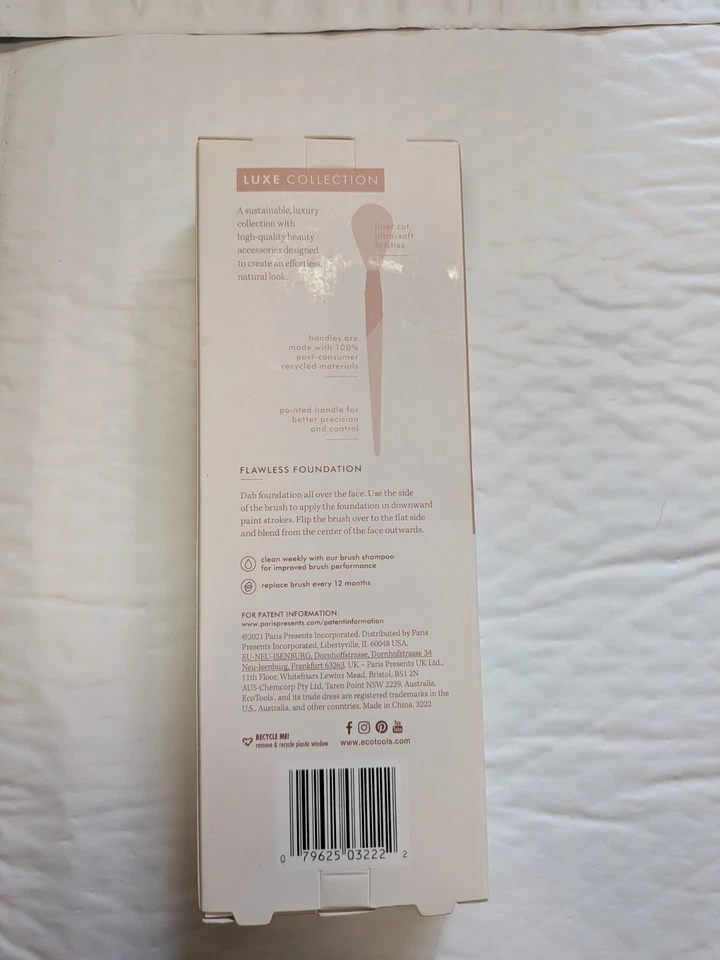 LUXE COLLECTION
A sustainable, luxury
collection with
high-quality beauty
accessories designed
to create an effortless,
natural look.
finer cut,
ultra-soft
bristles
handles are
made with 100%
post-consumer
recycled materials
pointed handle for
better precision
and control
FLAWLESS FOUNDATION
Dab foundation all over the face. Use the side
of the brush to apply the foundation in downward
paint strokes. Flip the brush over to the flat side
and blend from the center of the face outwards.
clean weekly with our brush shampoo
for improved brush performance
replace brush every 12 months
FOR PATENT INFORMATION:
www.parispresents.com/patentinformation
©2021 Paris Presents Incorporated. Distributed by Paris
Presents Incorporated, Libertyville, IL 60048 USA.
EU-NEU-ISENBURG, Dornhoffstrasse, Dornhofstrasse 34
Neu-Isenburg, Frankfurt 63263. UK – Paris Presents UK Ltd.,
11th Floor, Whitefriars Lewins Mead, Bristol, BS1 2N
AUS-Chemcorp Pty Ltd, Taren Point NSW 2229, Australia.
EcoTools, and its trade dress are registered trademarks in the
U.S., Australia, and other countries. Made in China. 3222
RECYCLE ME!
remove & recycle plastic window
You Tube
www.ecotools.com
0 79625 03222 2